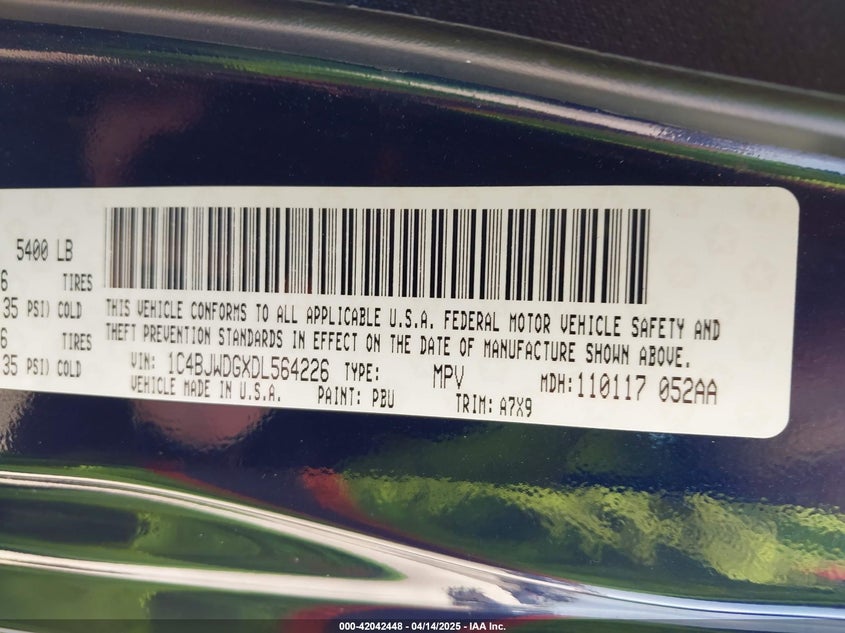 5400 LB
6 TIRES
35 PSI) COLD
6 TIRES
35 PSI) COLD
THIS VEHICLE CONFORMS TO ALL APPLICABLE U.S.A. FEDERAL MOTOR VEHICLE SAFETY AND
THEFT PREVENTION STANDARDS IN EFFECT ON THE DATE OF MANUFACTURE SHOWN ABOVE.
VIN: 1C4BJWDGXDL564226 TYPE: MPV MDH: 110117 052AA
VEHICLE MADE IN U.S.A. PAINT: PBU TRIM: A7X9
000-42042448 - 04/14/2025 - IAA Inc.